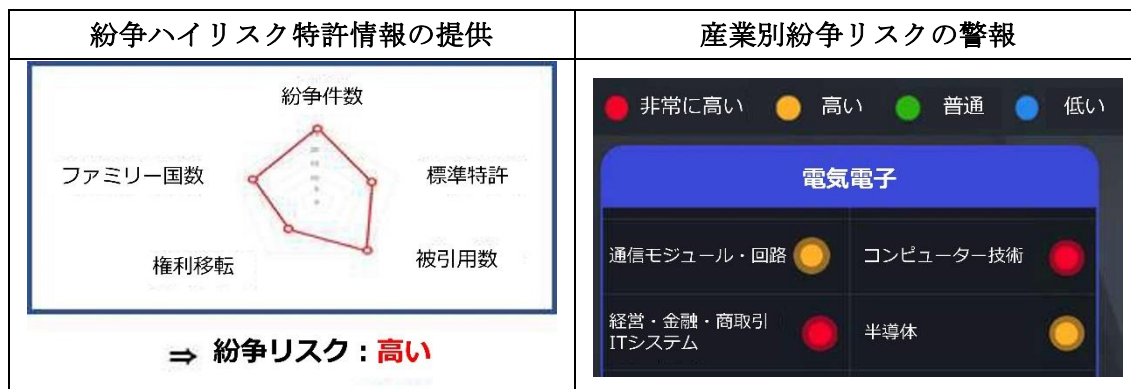 紛争ハイリスク特許情報の提供
産業別紛争リスクの警報
紛争件数
ファミリー国数
標準特許
権利移転
被引用数
⇒ 紛争リスク：高い
非常に高い
高い
普通
低い
電気電子
通信モジュール・回路
コンピューター技術
経営・金融・商取引
ITシステム
半導体